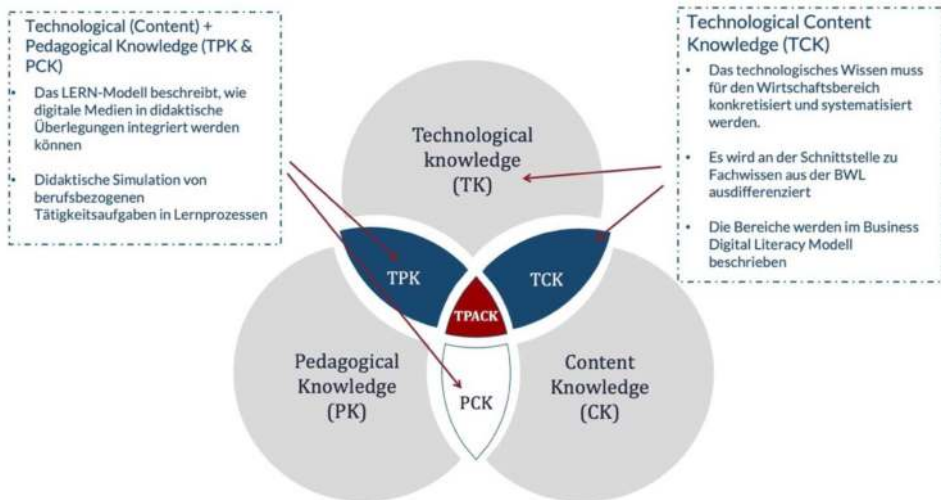 Technological (Content) +
Pedagogical Knowledge (TPK &
PCK)
• Das LERN-Modell beschreibt, wie
digitale Medien in didaktische
Überlegungen integriert werden
können
• Didaktische Simulation von
berufsbezogenen
Tätigkeitsaufgaben in Lernprozessen
Technological Content
Knowledge (TCK)
• Das technologisches Wissen muss
für den Wirtschaftsbereich
konkretisiert und systematisiert
werden.
• Es wird an der Schnittstelle zu
Fachwissen aus der BWL
ausdifferenziert
• Die Bereiche werden im Business
Digital Literacy Modell
beschrieben
Technological
knowledge
(TK)
TPK
TCK
TPACK
Pedagogical
Knowledge
(PK)
PCK
Content
Knowledge
(CK)